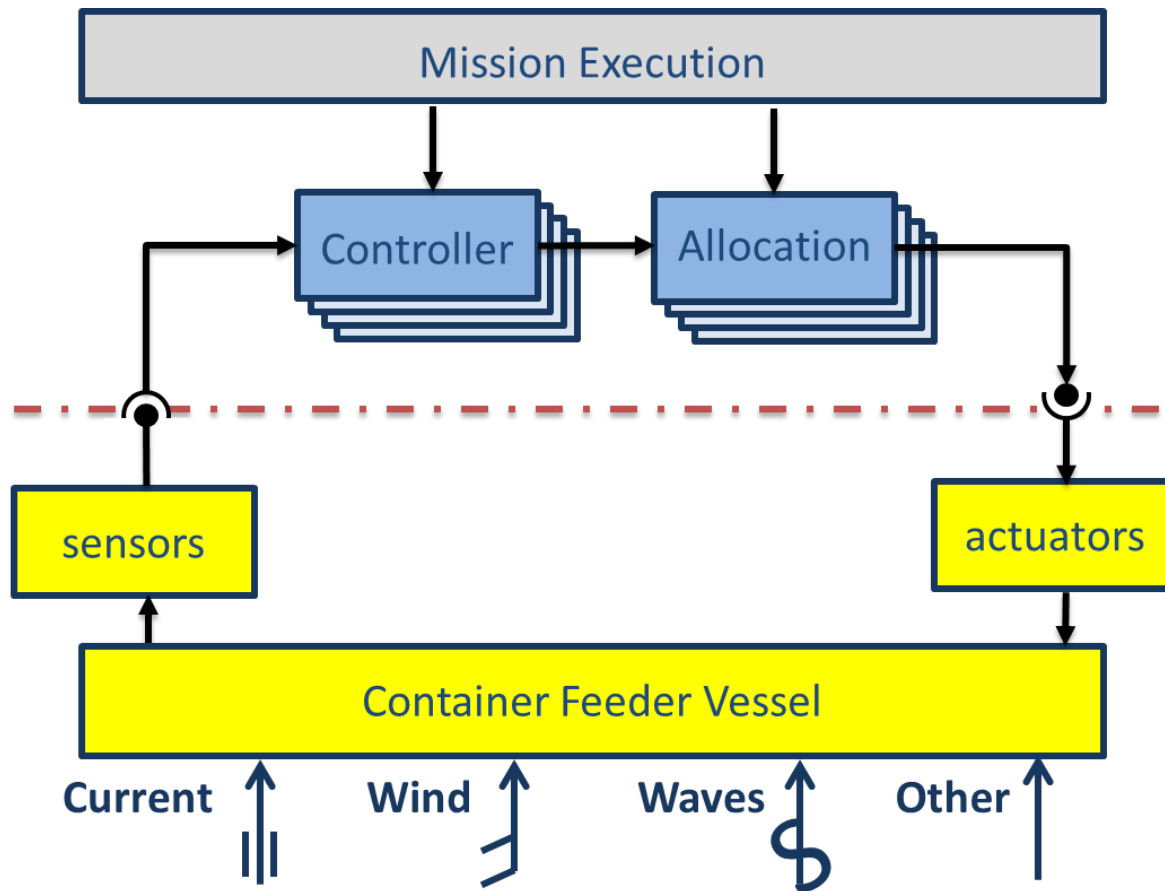 Mission Execution
Controller
Allocation
sensors
actuators
Container Feeder Vessel
Current
Wind
Waves
Other